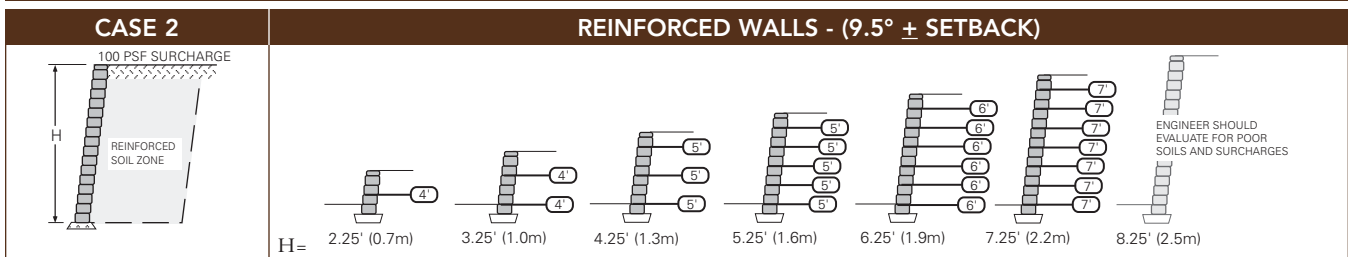 CASE 2
REINFORCED WALLS - (9.5° ± SETBACK)
100 PSF SURCHARGE
H
REINFORCED
SOIL ZONE
4'
4'
4'
5'
5'
5'
5'
5'
5'
5'
5'
6'
6'
6'
6'
6'
6'
7'
7'
7'
7'
7'
7'
7'
ENGINEER SHOULD
EVALUATE FOR POOR
SOILS AND SURCHARGES
H= 2.25' (0.7m) 3.25' (1.0m) 4.25' (1.3m) 5.25' (1.6m) 6.25' (1.9m) 7.25' (2.2m) 8.25' (2.5m)